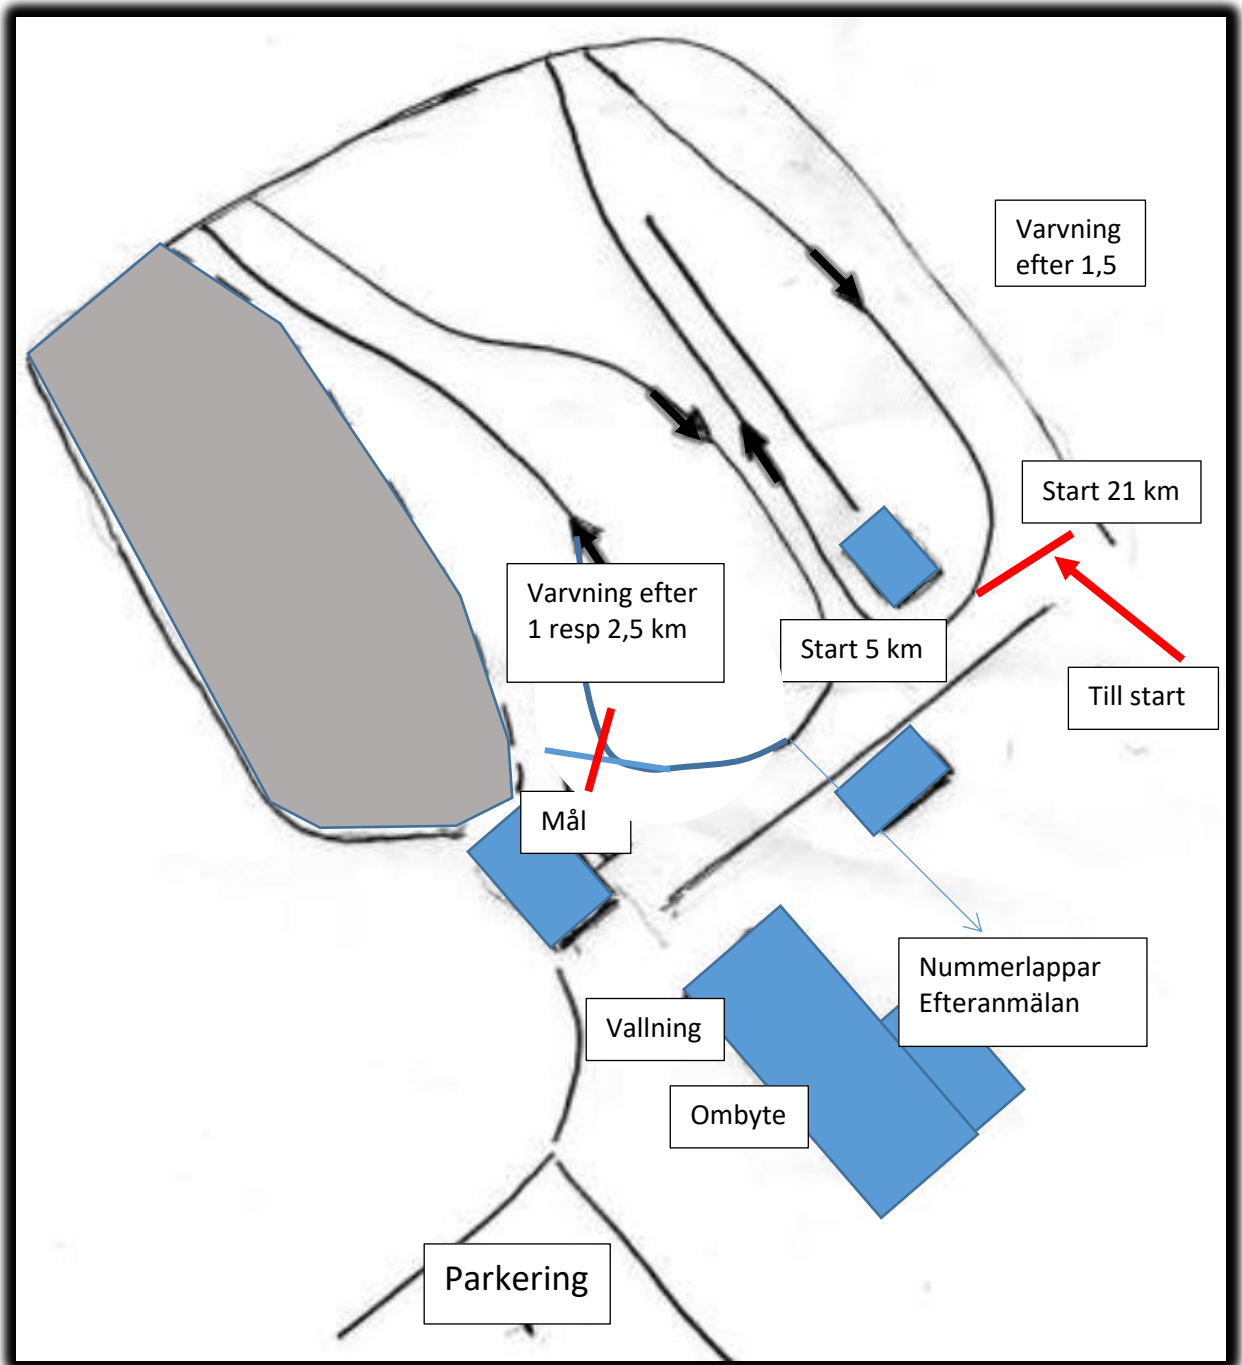 Varvning
efter 1,5
Start 21 km
Varvning efter
1 resp 2,5 km
Start 5 km
Till start
Mål
Nummerlappar
Efteranmälan
Vallning
Ombyte
Parkering